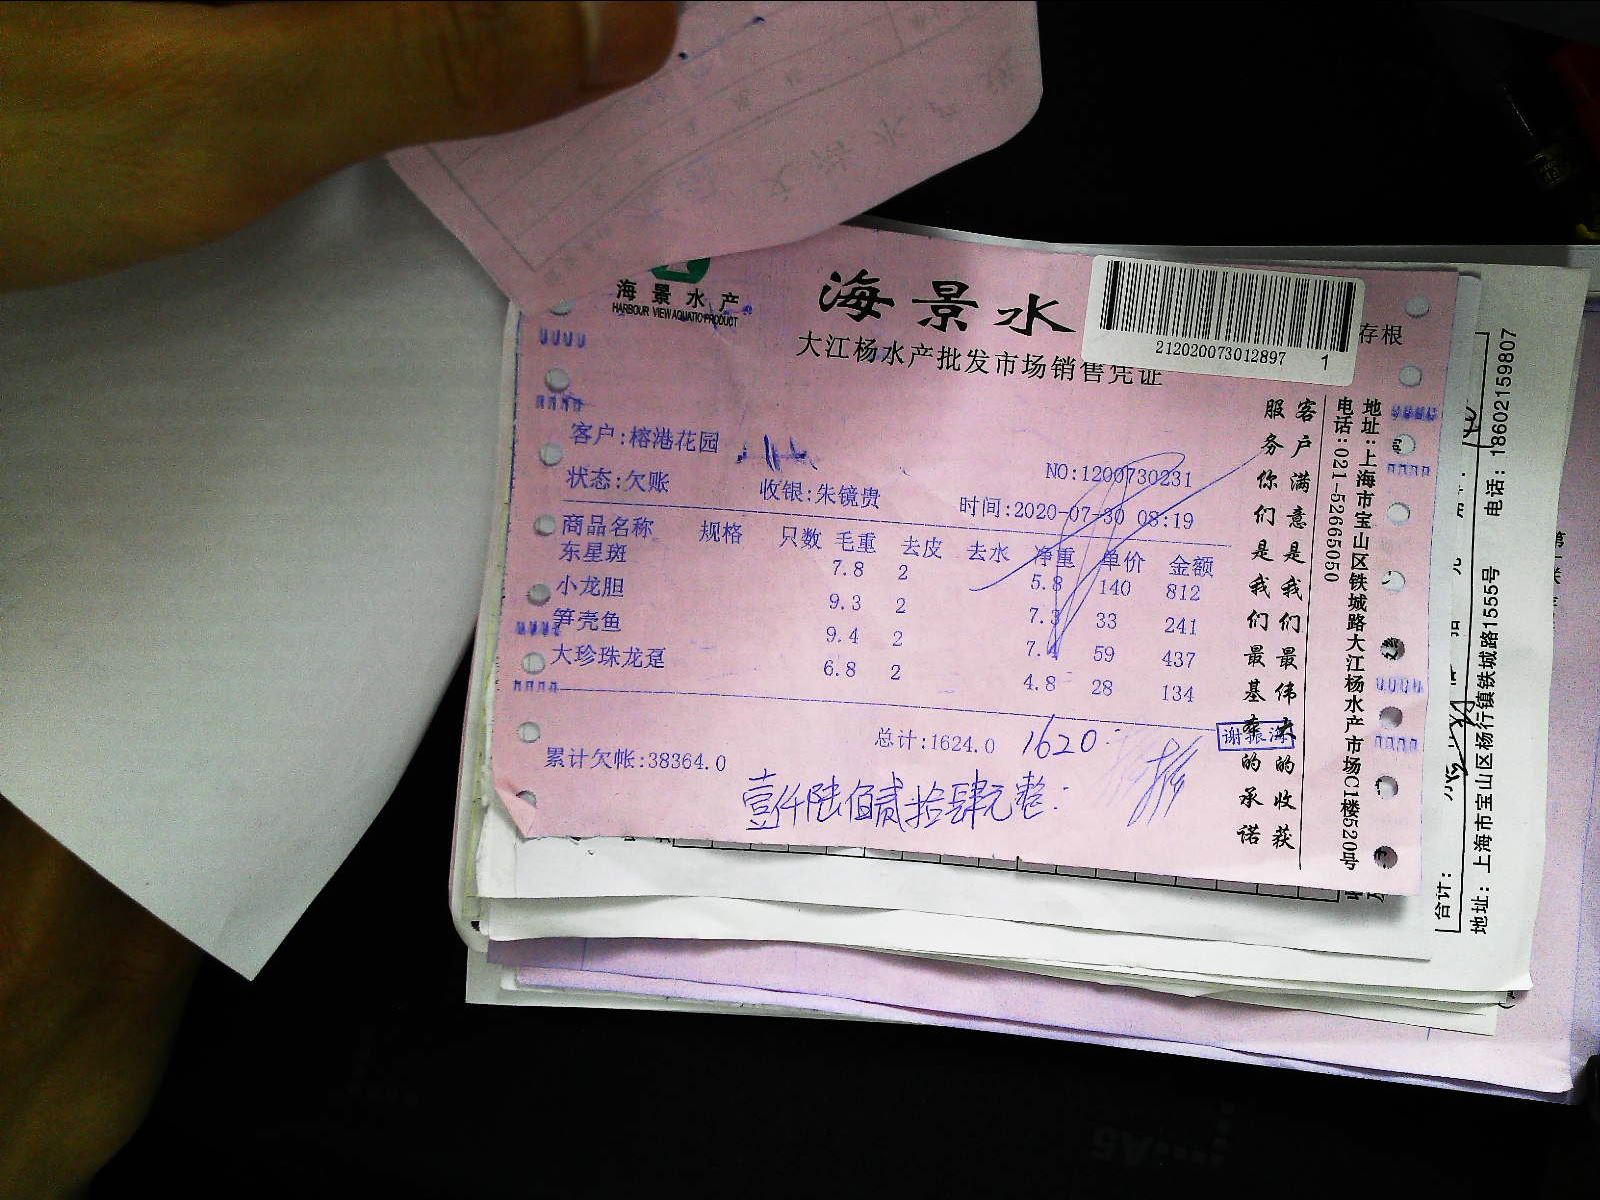 海景水产
HARBOUR VIEW AQUATIC PRODUCT
海景水
大江杨水产批发市场销售凭证
212020073012897 1
存根
客户:榕港花园
NO:1200730231
状态:欠账 收银:朱镜贵 时间:2020-07-30 08:19
商品名称 规格 只数 毛重 去皮 去水 净重 单价 金额
东星斑 7.8 2 5.8 140 812
小龙胆 9.3 2 7.3 33 241
笋壳鱼 9.4 2 7.4 59 437
大珍珠龙趸 6.8 2 4.8 28 134
总计:1624.0 1620
累计欠帐:38364.0
壹仟陆佰贰拾肆元整:
谢振海
客户满意是我们最伟大的收获
服务你们是我们最基本的承诺
地址:上海市宝山区铁城路大江杨水产市场C1楼520号
电话:021-52665050
合计:
地址:上海市宝山区杨行镇铁城路1555号 电话:18602159807